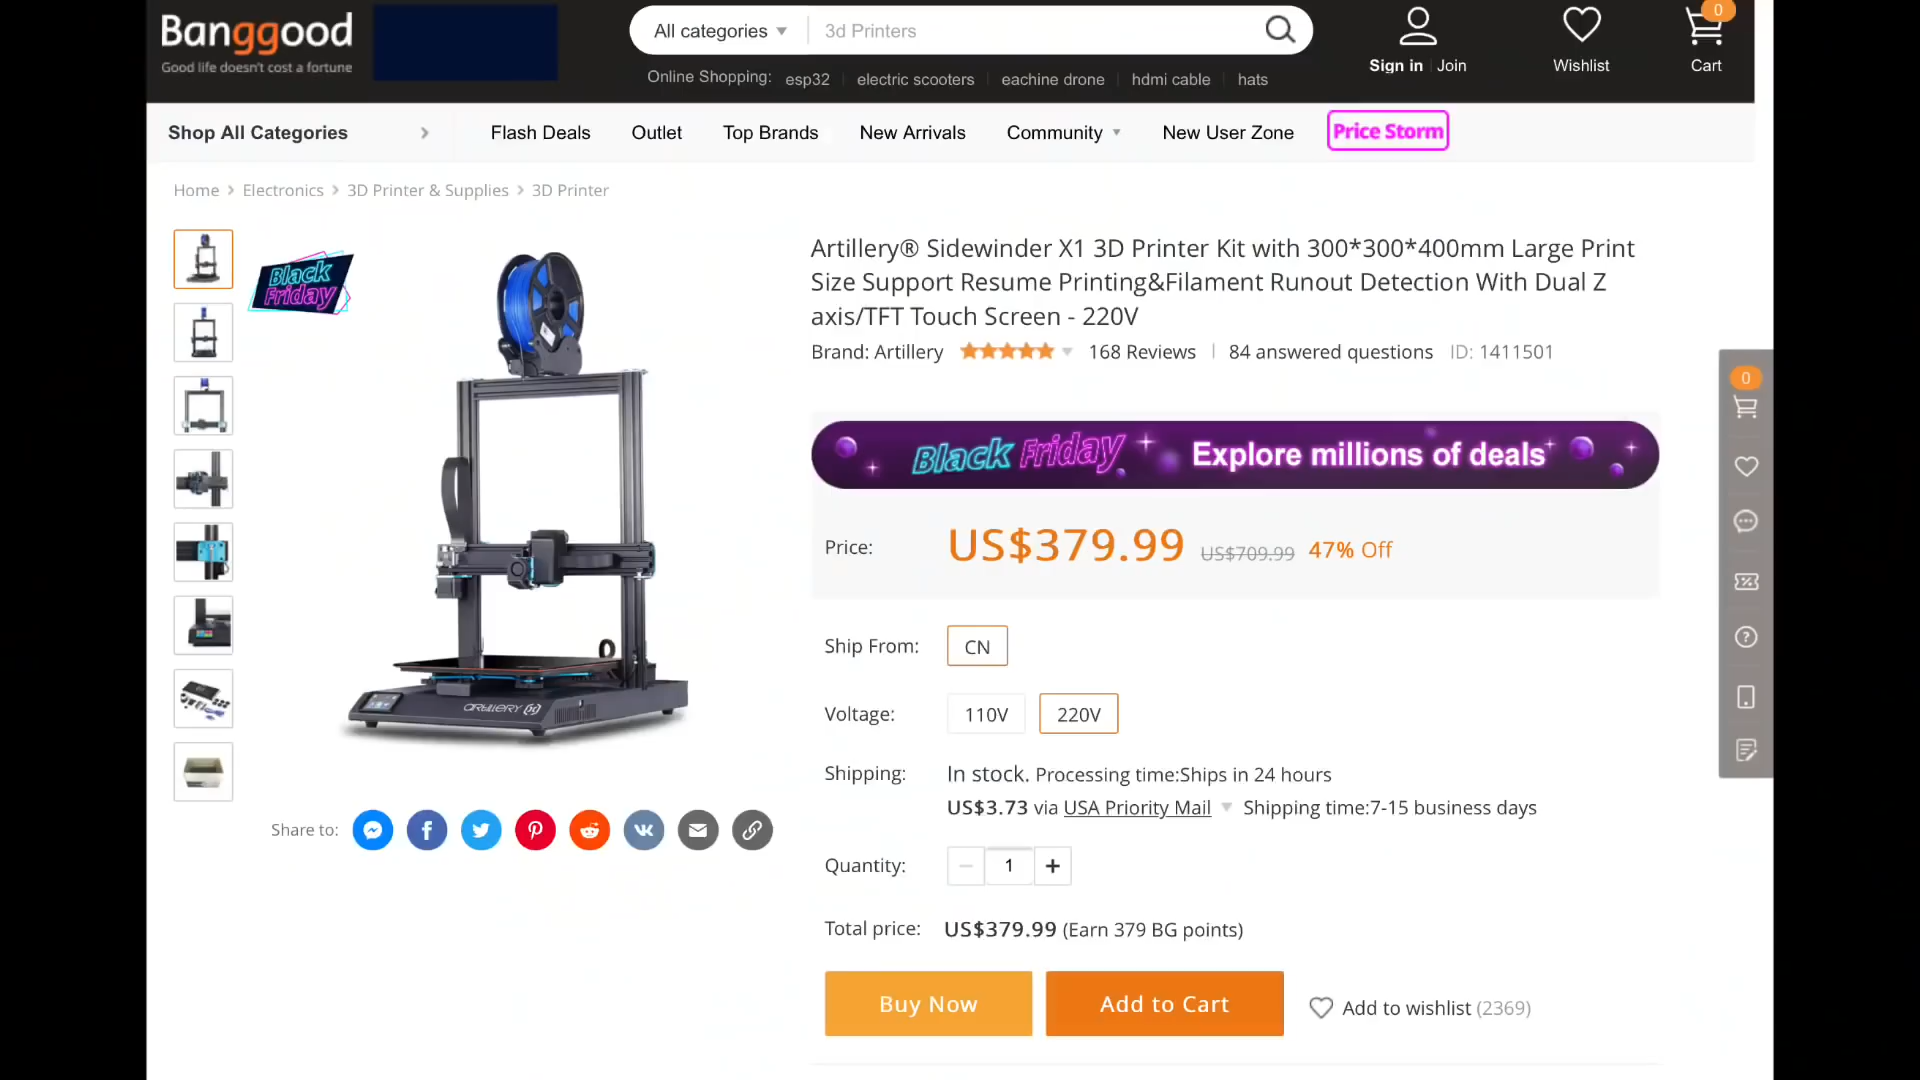 Banggood
Good life doesn't cost a fortune
All categories
3d Printers
Online Shopping: esp32 electric scooters eachine drone hdmi cable hats
Sign in Join
Wishlist
0
Cart
Shop All Categories
Flash Deals
Outlet
Top Brands
New Arrivals
Community
New User Zone
Price Storm
Home > Electronics > 3D Printer & Supplies > 3D Printer
Black
Friday
ARTILLERY
Share to:
Artillery® Sidewinder X1 3D Printer Kit with 300*300*400mm Large Print
Size Support Resume Printing&Filament Runout Detection With Dual Z
axis/TFT Touch Screen - 220V
Brand: Artillery 168 Reviews 84 answered questions ID: 1411501
Black Friday Explore millions of deals
Price: US$379.99 US$709.99 47% Off
Ship From: CN
Voltage: 110V 220V
Shipping: In stock. Processing time:Ships in 24 hours
US$3.73 via USA Priority Mail Shipping time:7-15 business days
Quantity: 1
Total price: US$379.99 (Earn 379 BG points)
Buy Now
Add to Cart
Add to wishlist (2369)
0